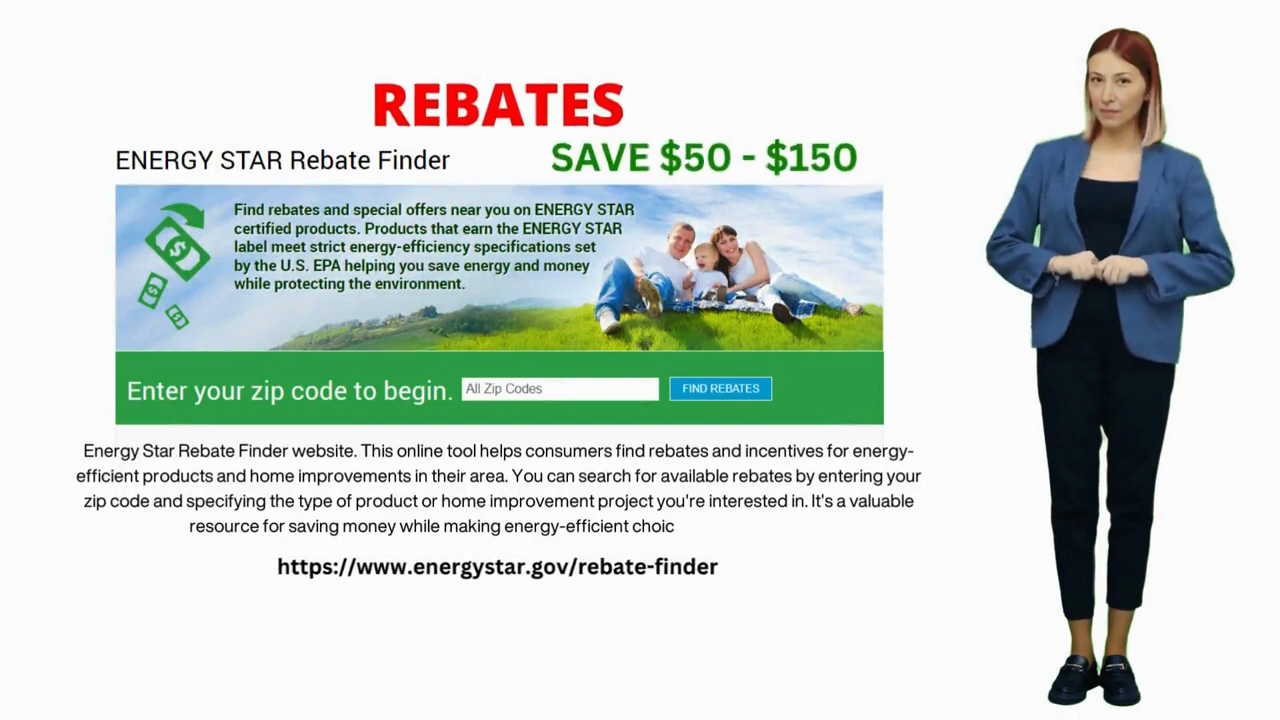 REBATES
ENERGY STAR Rebate Finder
SAVE $50 - $150
Find rebates and special offers near you on ENERGY STAR
certified products. Products that earn the ENERGY STAR
label meet strict energy-efficiency specifications set
by the U.S. EPA helping you save energy and money
while protecting the environment.
Enter your zip code to begin.
All Zip Codes
FIND REBATES
Energy Star Rebate Finder website. This online tool helps consumers find rebates and incentives for energy-
efficient products and home improvements in their area. You can search for available rebates by entering your
zip code and specifying the type of product or home improvement project you're interested in. It's a valuable
resource for saving money while making energy-efficient choic
https://www.energystar.gov/rebate-finder